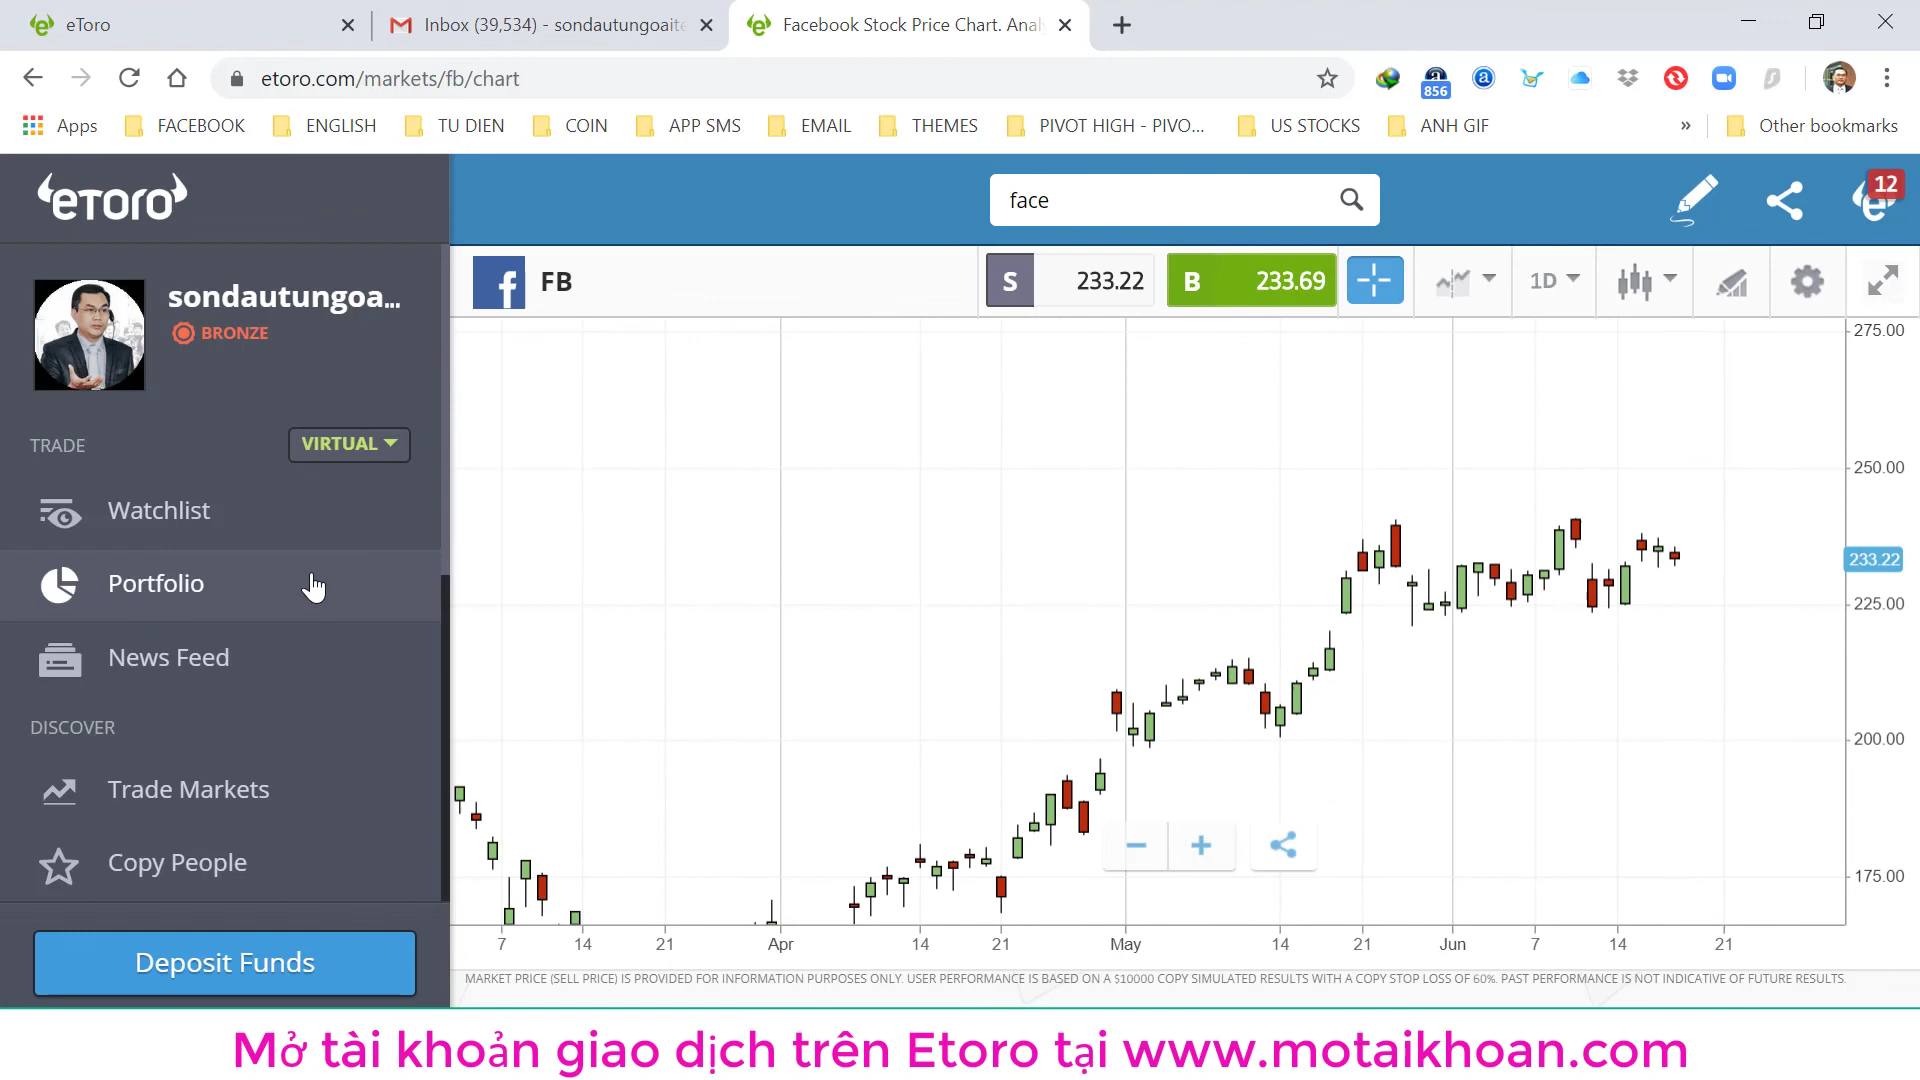 eToro
Inbox (39,534) - sondautungoaite
Facebook Stock Price Chart. Anal
etoro.com/markets/fb/chart
856
Apps
FACEBOOK
ENGLISH
TU DIEN
COIN
APP SMS
EMAIL
THEMES
PIVOT HIGH - PIVO...
US STOCKS
ANH GIF
»
Other bookmarks
eToro
face
12
sondautungoa...
BRONZE
FB
S 233.22
B 233.69
1D
TRADE
VIRTUAL
Watchlist
Portfolio
News Feed
DISCOVER
Trade Markets
Copy People
Deposit Funds
275.00
250.00
233.22
225.00
200.00
175.00
7 14 21 Apr 14 21 May 14 21 Jun 7 14 21
MARKET PRICE (SELL PRICE) IS PROVIDED FOR INFORMATION PURPOSES ONLY. USER PERFORMANCE IS BASED ON A $10000 COPY SIMULATED RESULTS WITH A COPY STOP LOSS OF 60%. PAST PERFORMANCE IS NOT INDICATIVE OF FUTURE RESULTS.
Mở tài khoản giao dịch trên Etoro tại www.motaikhoan.com